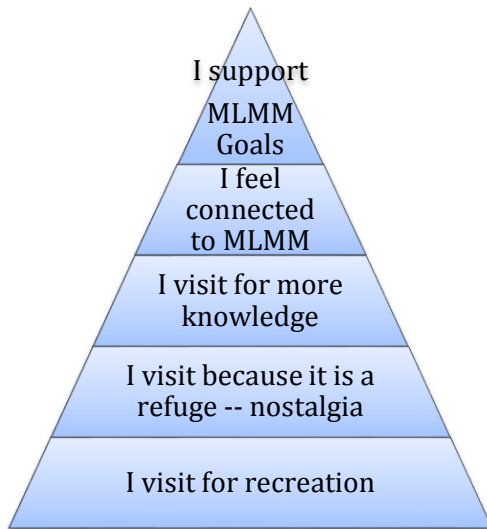 I support
MLMM
Goals
I feel
connected
to MLMM
I visit for more
knowledge
I visit because it is a
refuge -- nostalgia
I visit for recreation